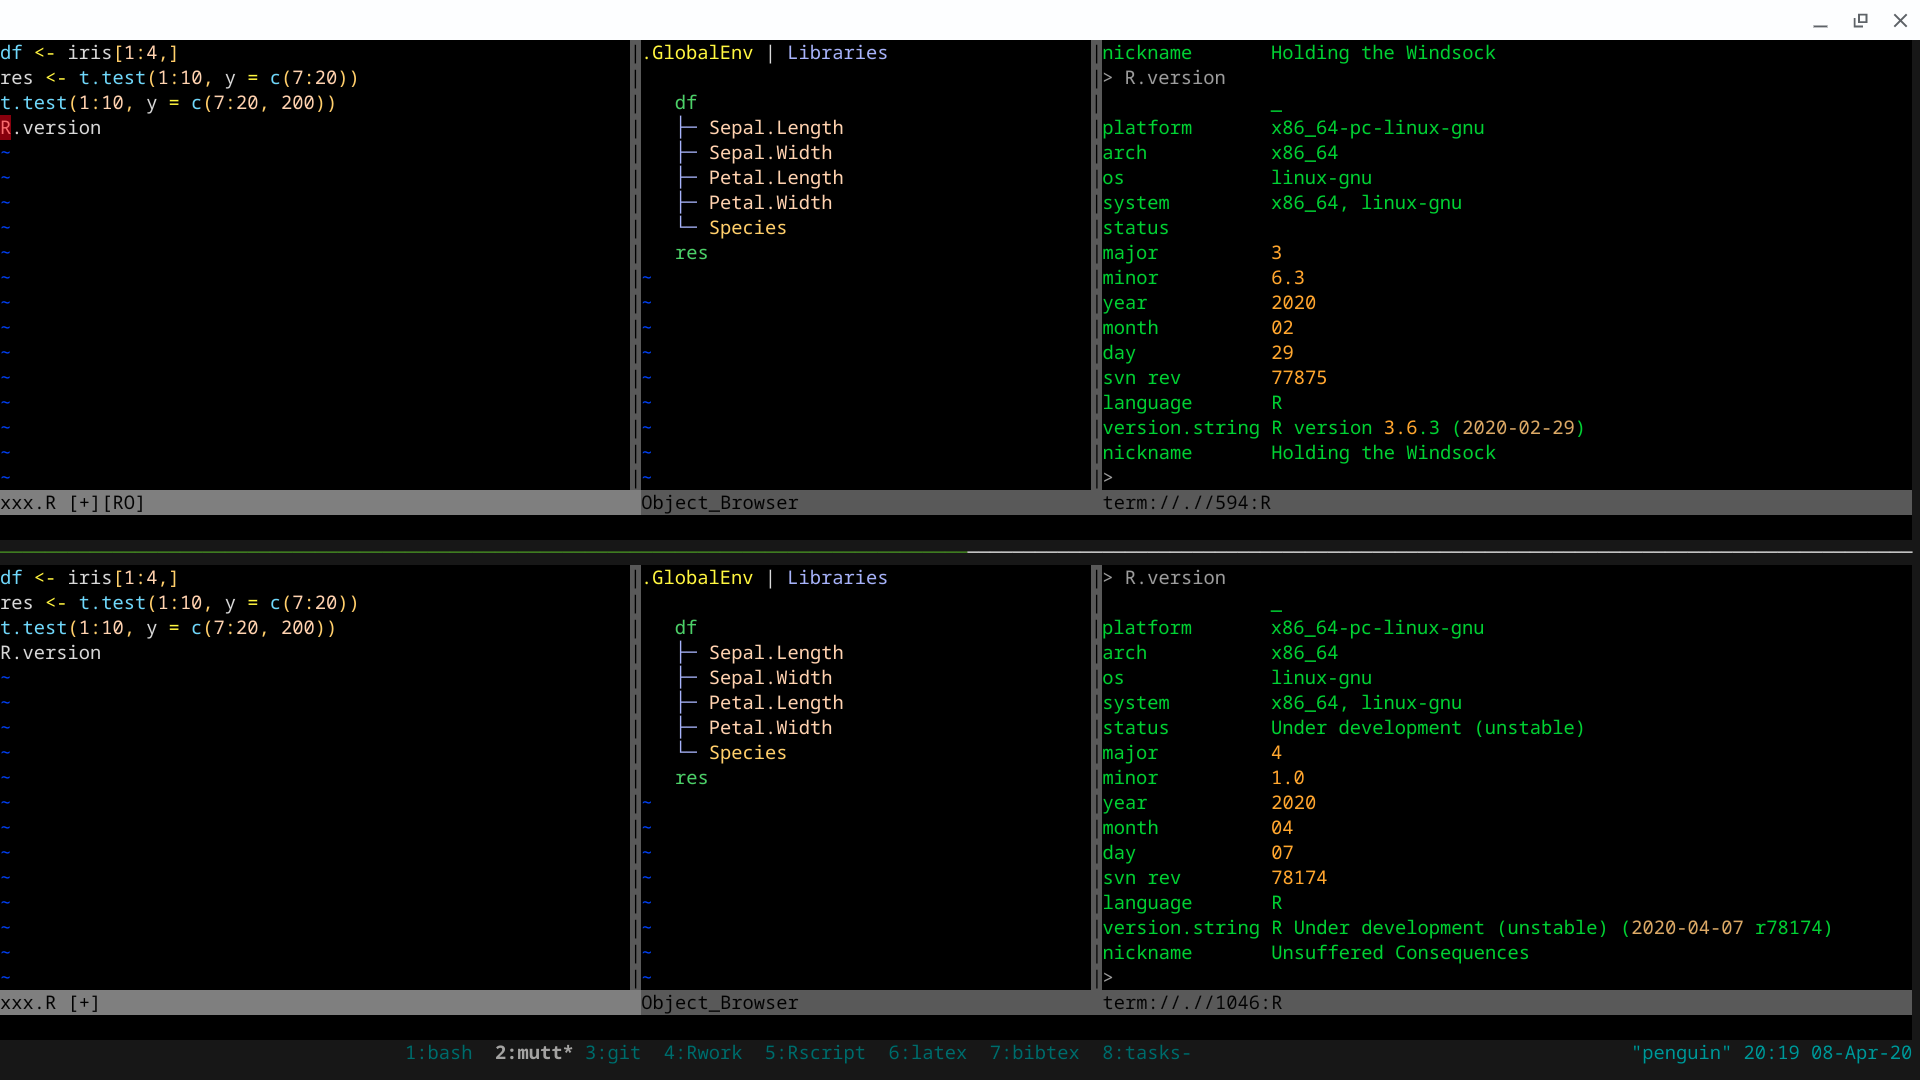 df <- iris[1:4,]
res <- t.test(1:10, y = c(7:20))
t.test(1:10, y = c(7:20, 200))
R.version
~
~
~
~
~
~
~
~
~
~
~
~
~
~
xxx.R [+][RO]
.GlobalEnv | Libraries
df
├─ Sepal.Length
├─ Sepal.Width
├─ Petal.Length
├─ Petal.Width
└─ Species
res
~
~
~
~
~
~
~
~
~
Object_Browser
nickname       Holding the Windsock
> R.version
               _
platform       x86_64-pc-linux-gnu
arch           x86_64
os             linux-gnu
system         x86_64, linux-gnu
status
major          3
minor          6.3
year           2020
month          02
day            29
svn rev        77875
language       R
version.string R version 3.6.3 (2020-02-29)
nickname       Holding the Windsock
>
term://.//594:R
df <- iris[1:4,]
res <- t.test(1:10, y = c(7:20))
t.test(1:10, y = c(7:20, 200))
R.version
~
~
~
~
~
~
~
~
~
~
~
~
~
xxx.R [+]
.GlobalEnv | Libraries
df
├─ Sepal.Length
├─ Sepal.Width
├─ Petal.Length
├─ Petal.Width
└─ Species
res
~
~
~
~
~
~
~
~
Object_Browser
> R.version
               _
platform       x86_64-pc-linux-gnu
arch           x86_64
os             linux-gnu
system         x86_64, linux-gnu
status         Under development (unstable)
major          4
minor          1.0
year           2020
month          04
day            07
svn rev        78174
language       R
version.string R Under development (unstable) (2020-04-07 r78174)
nickname       Unsuffered Consequences
>
term://.//1046:R
1:bash  2:mutt* 3:git  4:Rwork  5:Rscript  6:latex  7:bibtex  8:tasks-  "penguin" 20:19 08-Apr-20